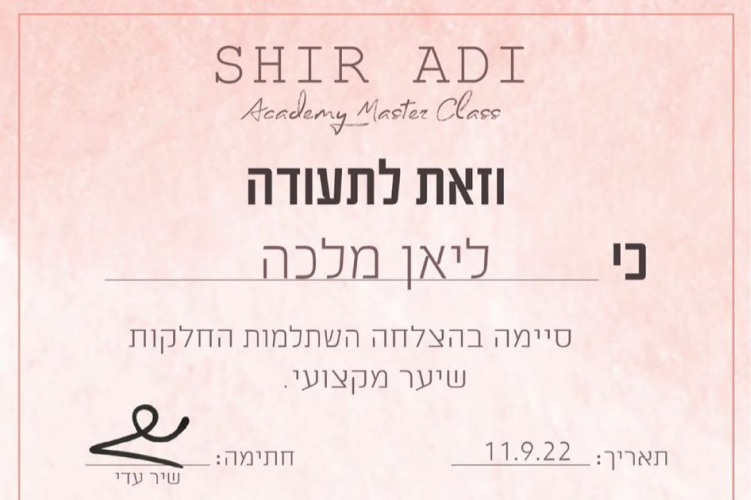 SHIR ADI
Academy Master Class
וזאת לתעודה
כי ליאן מלכה
סיימה בהצלחה השתלמות החלקות
שיער מקצועי.
תאריך: 11.9.22 חתימה:
שיר עדי